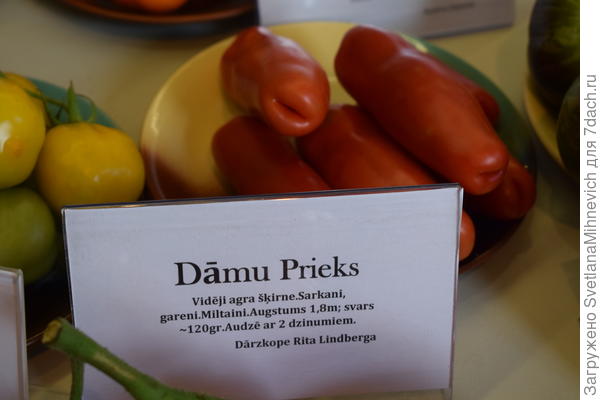 Dāmu Prieks
Vidēji agra šķirne.Sarkani,
gareni.Miltaini.Augstums 1,8m; svars
~120gr.Audzē ar 2 dzinumiem.
Dārzkope Rita Lindberga
Загружено SvetlanaMihnevich для 7dach.ru